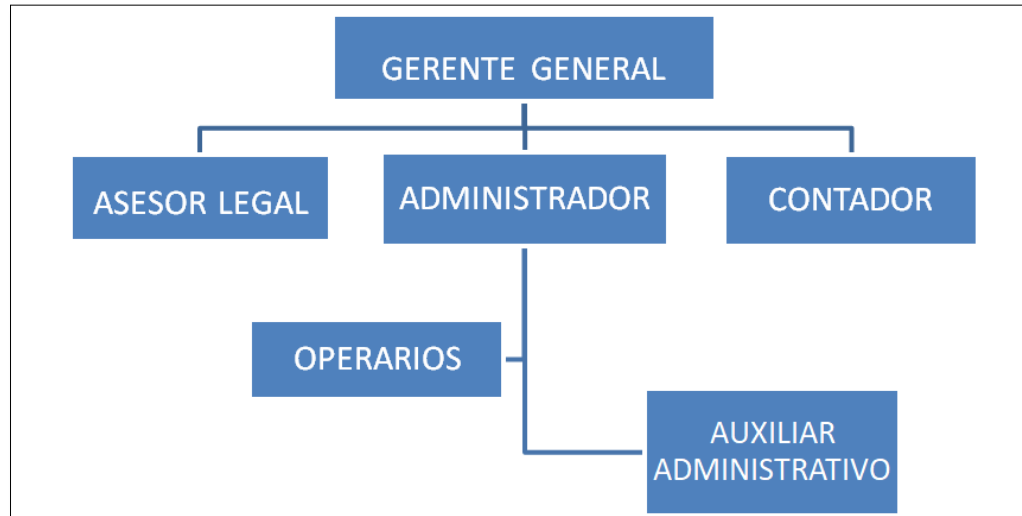 GERENTE GENERAL
ASESOR LEGAL
ADMINISTRADOR
CONTADOR
OPERARIOS
AUXILIAR
ADMINISTRATIVO